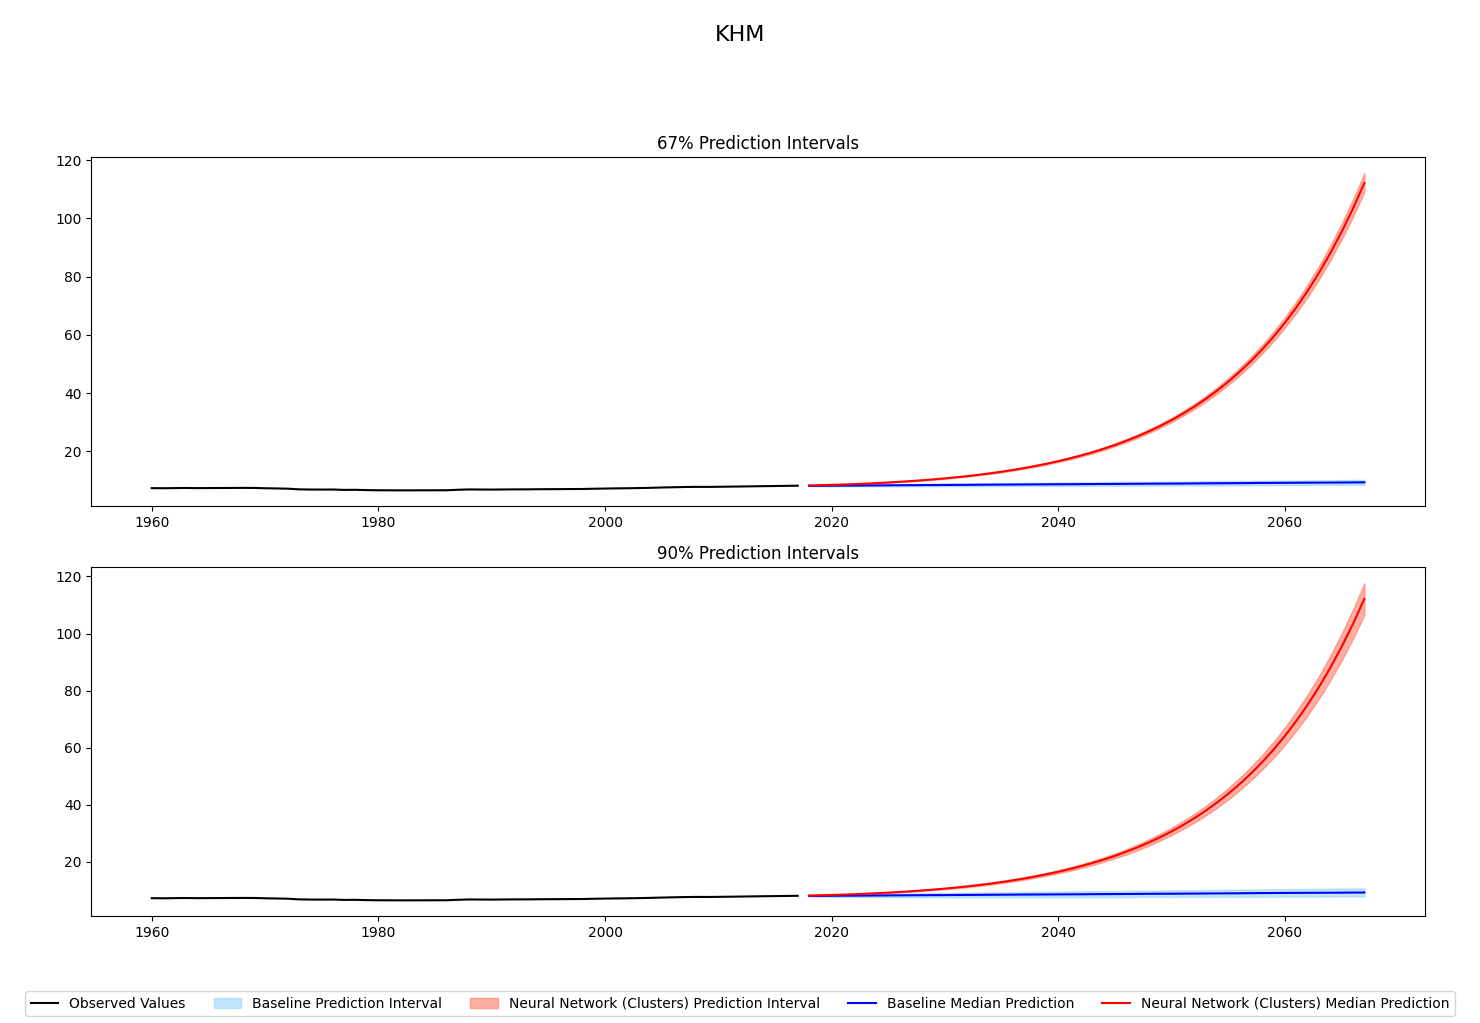 KHM
67% Prediction Intervals
120
100
80
60
40
20
1960 1980 2000 2020 2040 2060
90% Prediction Intervals
120
100
80
60
40
20
1960 1980 2000 2020 2040 2060
Observed Values Baseline Prediction Interval Neural Network (Clusters) Prediction Interval Baseline Median Prediction Neural Network (Clusters) Median Prediction